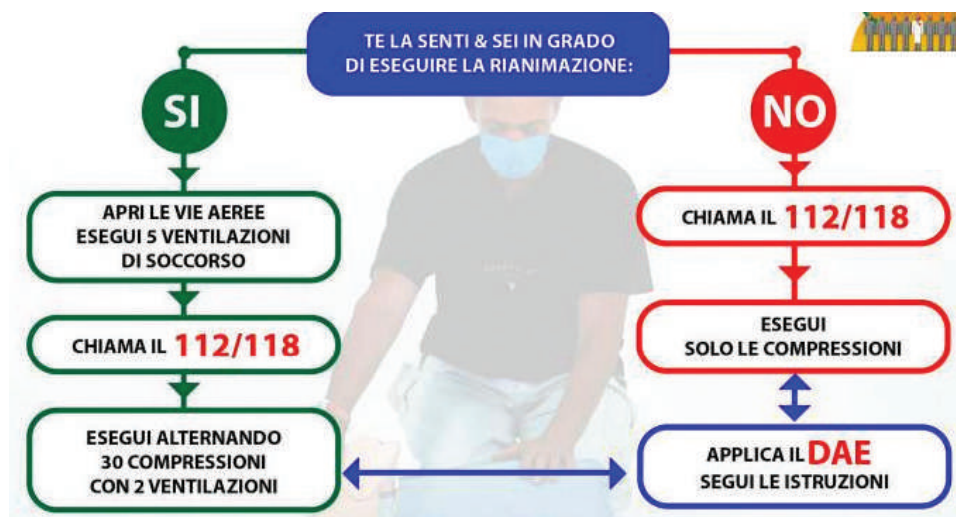 TE LA SENTI & SEI IN GRADO
DI ESEGUIRE LA RIANIMAZIONE:
SI
APRI LE VIE AEREE
ESEGUI 5 VENTILAZIONI
DI SOCCORSO
CHIAMA IL 112/118
ESEGUI ALTERNANDO
30 COMPRESSIONI
CON 2 VENTILAZIONI
NO
CHIAMA IL 112/118
ESEGUI
SOLO LE COMPRESSIONI
APPLICA IL DAE
SEGUI LE ISTRUZIONI